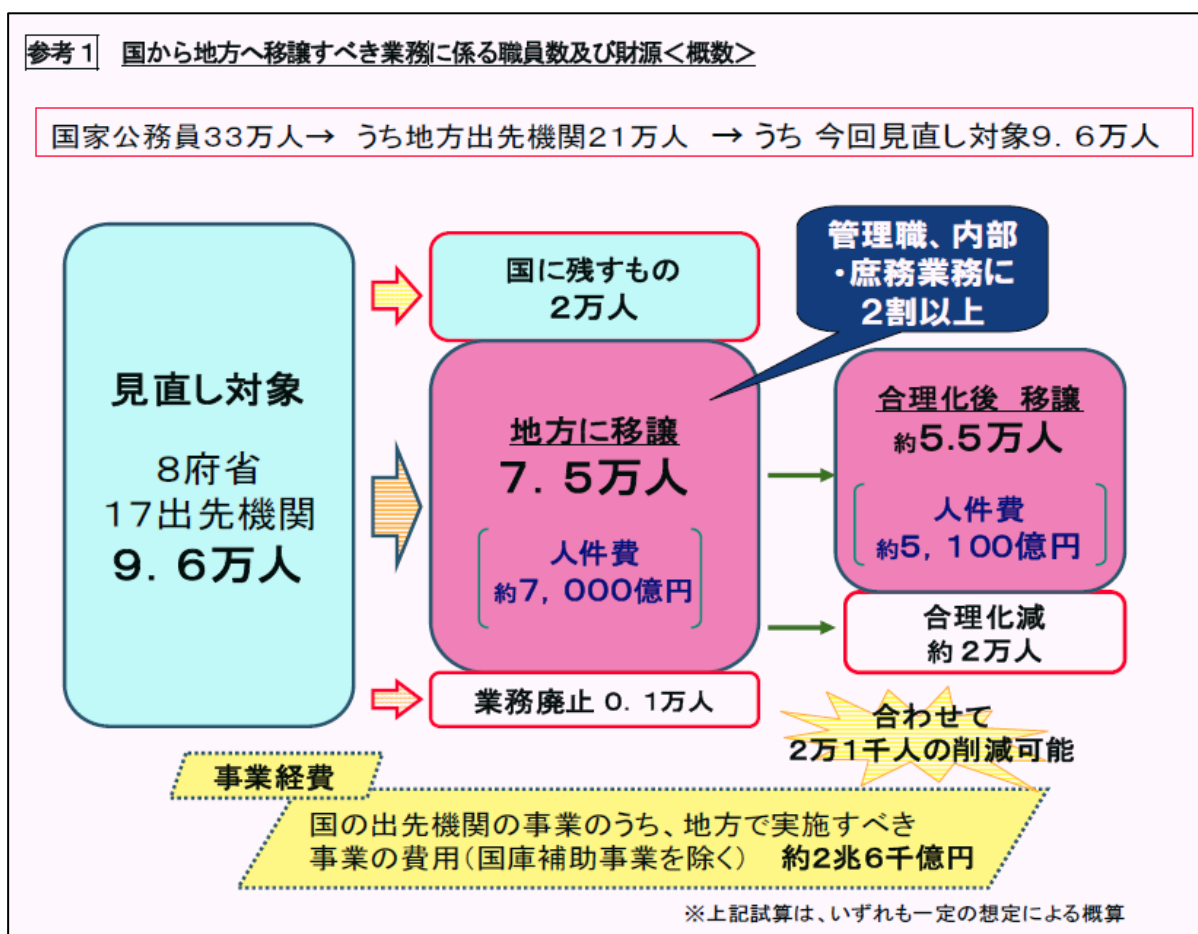 参考1 国から地方へ移譲すべき業務に係る職員数及び財源<概数>
国家公務員33万人→ うち地方出先機関21万人 → うち 今回見直し対象9．6万人
見直し対象
8府省
17出先機関
9．6万人
国に残すもの
2万人
管理職、内部
・庶務業務に
2割以上
地方に移譲
7．5万人
人件費
約7，000億円
業務廃止 0．1万人
合理化後 移譲
約5.5万人
人件費
約5，100億円
合理化減
約2万人
合わせて
2万1千人の削減可能
事業経費
国の出先機関の事業のうち、地方で実施すべき
事業の費用(国庫補助事業を除く) 約2兆6千億円
※上記試算は、いずれも一定の想定による概算